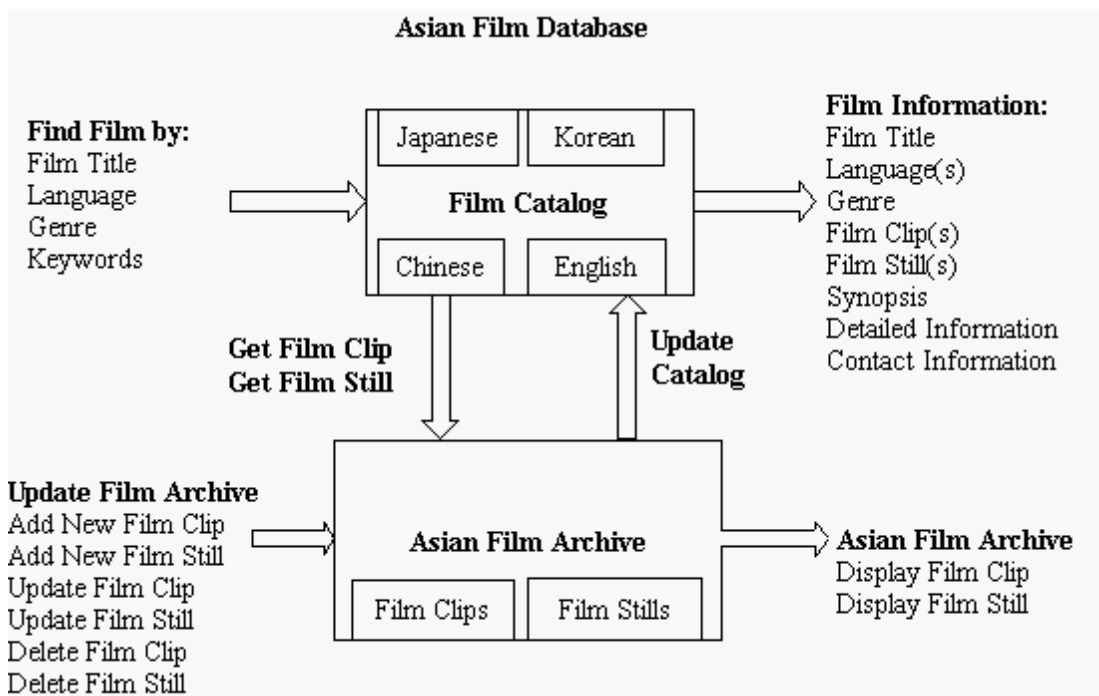 Asian Film Database
Find Film by:
Film Title
Language
Genre
Keywords
Japanese
Korean
Film Catalog
Chinese
English
Film Information:
Film Title
Language(s)
Genre
Film Clip(s)
Film Still(s)
Synopsis
Detailed Information
Contact Information
Get Film Clip
Get Film Still
Update
Catalog
Update Film Archive
Add New Film Clip
Add New Film Still
Update Film Clip
Update Film Still
Delete Film Clip
Delete Film Still
Asian Film Archive
Film Clips
Film Stills
Asian Film Archive
Display Film Clip
Display Film Still